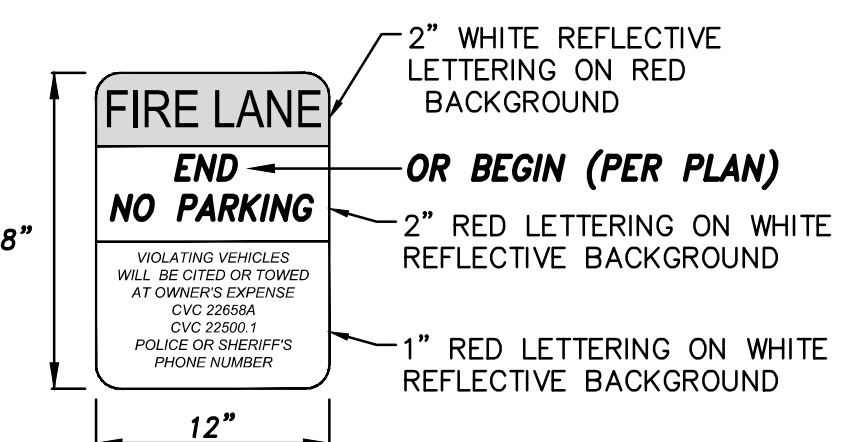 2” WHITE REFLECTIVE
LETTERING ON RED
BACKGROUND
FIRE LANE
END
OR BEGIN (PER PLAN)
NO PARKING
2” RED LETTERING ON WHITE
REFLECTIVE BACKGROUND
8”
VIOLATING VEHICLES
WILL BE CITED OR TOWED
AT OWNER'S EXPENSE
CVC 22658A
CVC 22500.1
POLICE OR SHERIFF'S
PHONE NUMBER
1” RED LETTERING ON WHITE
REFLECTIVE BACKGROUND
12”